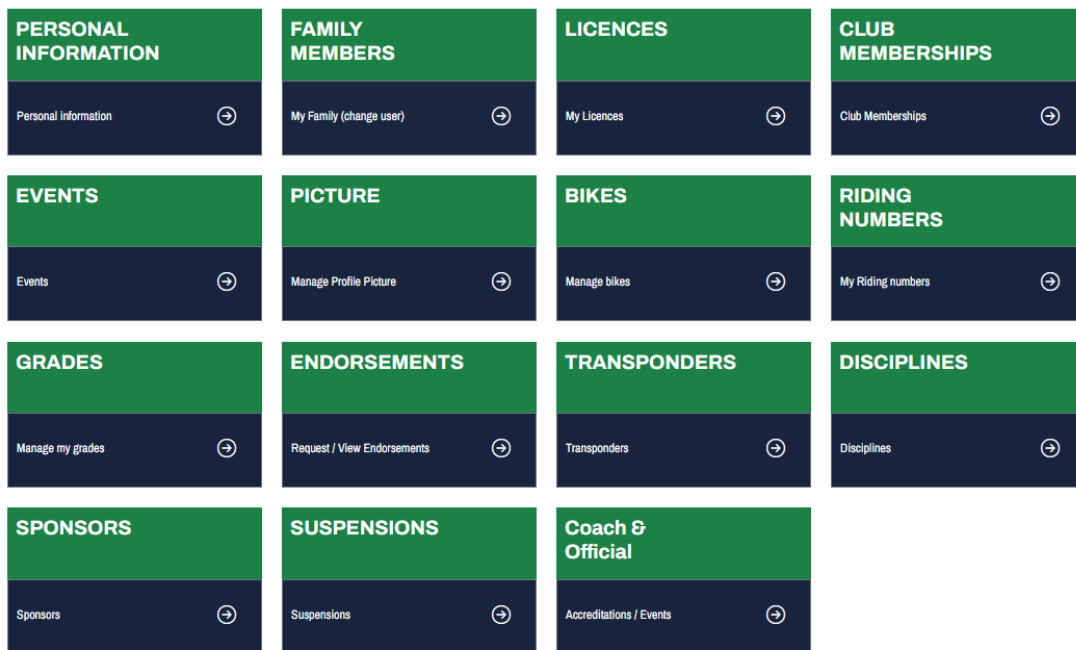 PERSONAL
INFORMATION
Personal information
FAMILY
MEMBERS
My Family (change user)
LICENCES
My Licences
CLUB
MEMBERSHIPS
Club Memberships
EVENTS
Events
PICTURE
Manage Profile Picture
BIKES
Manage bikes
RIDING
NUMBERS
My Riding numbers
GRADES
Manage my grades
ENDORSEMENTS
Request / View Endorsements
TRANSPONDERS
Transponders
DISCIPLINES
Disciplines
SPONSORS
Sponsors
SUSPENSIONS
Suspensions
Coach &
Official
Accreditations / Events